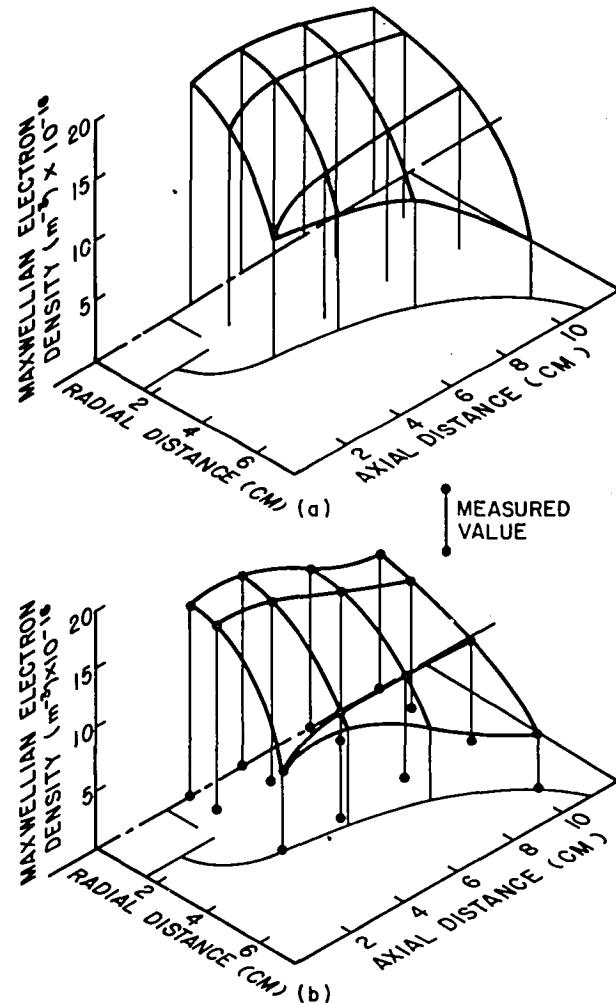 MAXWELLIAN ELECTRON
DENSITY (m⁻³) × 10⁻¹⁶
20
15
10
5
2
4
6
RADIAL DISTANCE (CM)
2
4
6
8
10
AXIAL DISTANCE (CM)
(a)
MEASURED
VALUE
MAXWELLIAN ELECTRON
DENSITY (m⁻³)×10⁻¹⁶
20
15
10
5
2
4
6
RADIAL DISTANCE (CM)
2
4
6
8
10
AXIAL DISTANCE (CM)
(b)